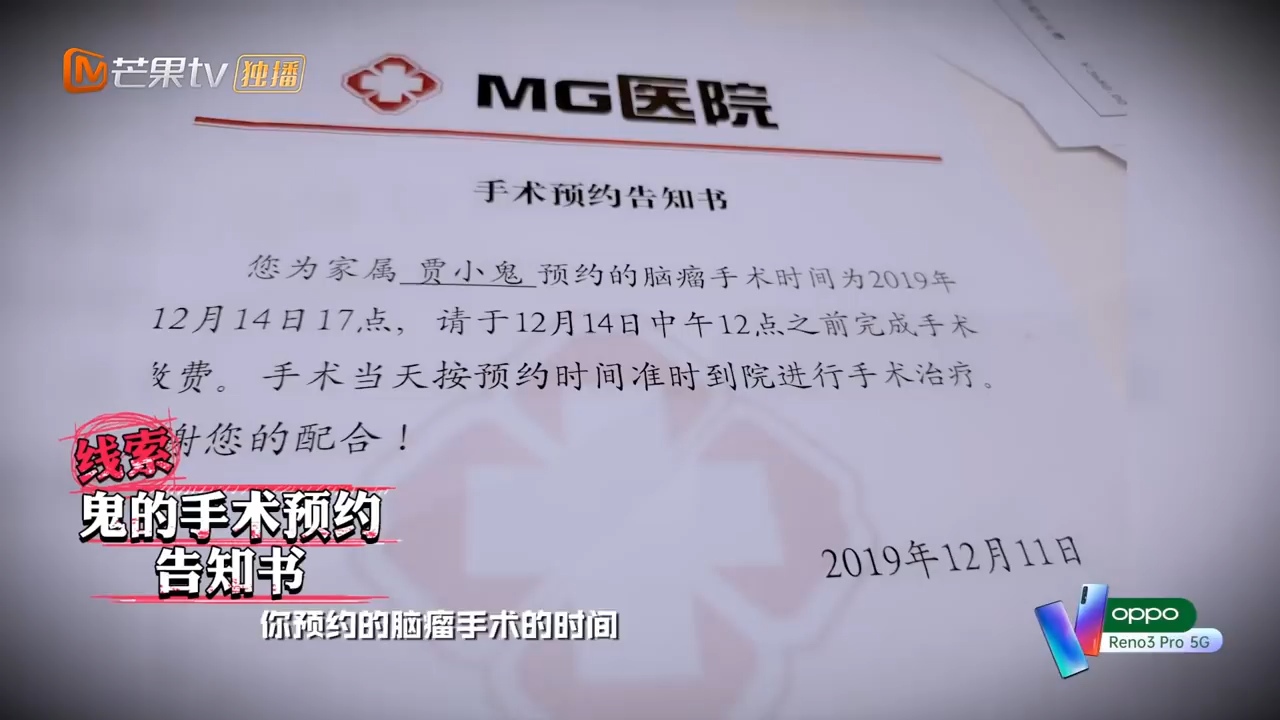 芒果tv 独播
MG医院
手术预约告知书
您为家属 贾小鬼 预约的脑瘤手术时间为2019年
12月14日17点，请于12月14日中午12点之前完成手术
缴费。手术当天按预约时间准时到院进行手术治疗。
谢您的配合！
线索
鬼的手术预约
告知书
2019年12月11日
oppo
Reno3 Pro 5G
你预约的脑瘤手术的时间